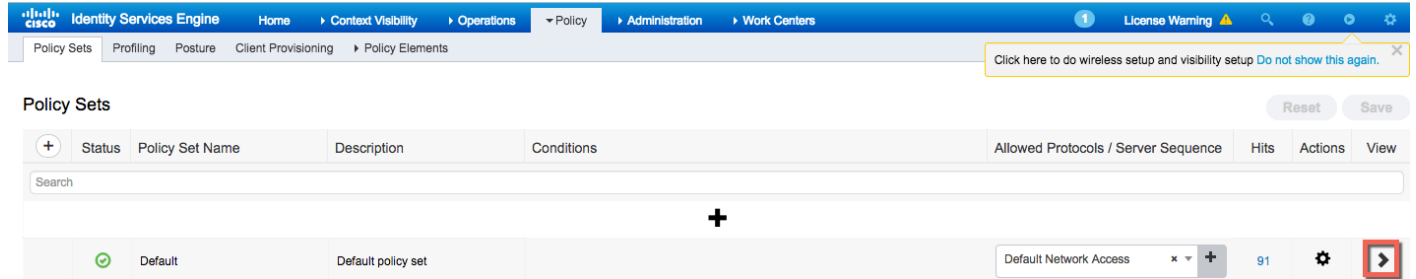 CISCO Identity Services Engine Home Context Visibility Operations Policy Administration Work Centers 1 License Warning
Policy Sets Profiling Posture Client Provisioning Policy Elements
Click here to do wireless setup and visibility setup Do not show this again.
Policy Sets
Reset Save
+ Status Policy Set Name Description Conditions Allowed Protocols / Server Sequence Hits Actions View
Search
+
Default Default policy set Default Network Access × + 91